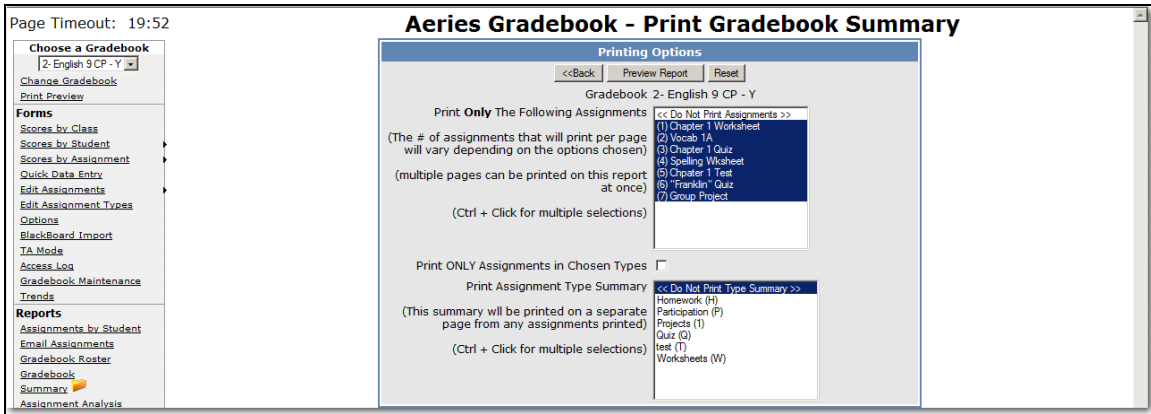 Page Timeout: 19:52
Aeries Gradebook - Print Gradebook Summary
Choose a Gradebook
2- English 9 CP - Y
Change Gradebook
Print Preview
Forms
Scores by Class
Scores by Student
Scores by Assignment
Quick Data Entry
Edit Assignments
Edit Assignment Types
Options
BlackBoard Import
TA Mode
Access Log
Gradebook Maintenance
Trends
Reports
Assignments by Student
Email Assignments
Gradebook Roster
Gradebook
Summary
Assignment Analysis
Printing Options
<<Back Preview Report Reset
Gradebook 2- English 9 CP - Y
Print Only The Following Assignments
(The # of assignments that will print per page
will vary depending on the options chosen)
(multiple pages can be printed on this report
at once)
(Ctrl + Click for multiple selections)
<< Do Not Print Assignments >>
(1) Chapter 1 Worksheet
(2) Vocab 1A
(3) Chapter 1 Quiz
(4) Spelling Wksheet
(5) Chpater 1 Test
(6) "Franklin" Quiz
(7) Group Project
Print ONLY Assignments in Chosen Types
Print Assignment Type Summary
(This summary wll be printed on a separate
page from any assignments printed)
(Ctrl + Click for multiple selections)
<< Do Not Print Type Summary >>
Homework (H)
Participation (P)
Projects (1)
Quiz (Q)
test (T)
Worksheets (W)